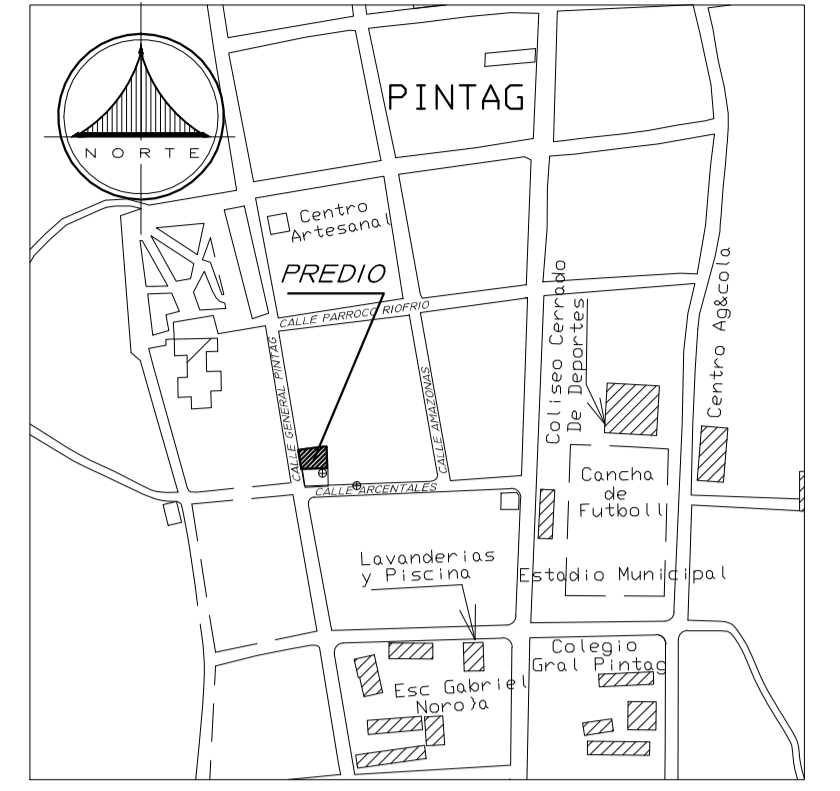 PINTAG
NORTE
Centro
Artesanal
PREDIO
CALLE PARROCO RIOFRIO
CALLE GENERAL PINTAG
CALLE AMAZONAS
CALLE ARCENTALES
Coliseo Cerrado
De Deportes
Centro Ag&cola
Cancha
de
Futboll
Lavanderias
y Piscina
Estadio Municipal
Colegio
Gral Pintag
Esc Gabriel
Noro}a